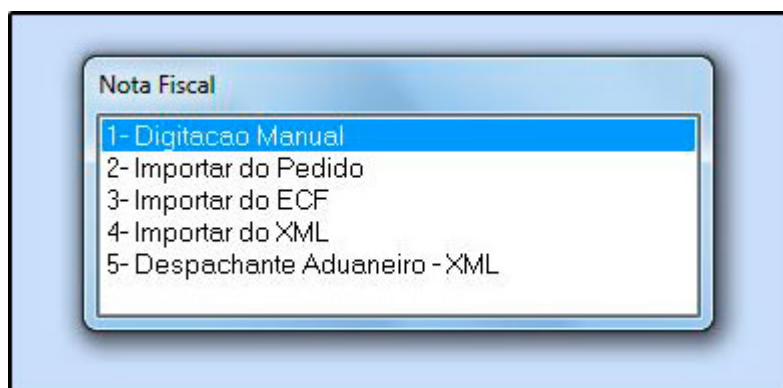 Nota Fiscal
1- Digitacao Manual
2- Importar do Pedido
3- Importar do ECF
4- Importar do XML
5- Despachante Aduaneiro - XML